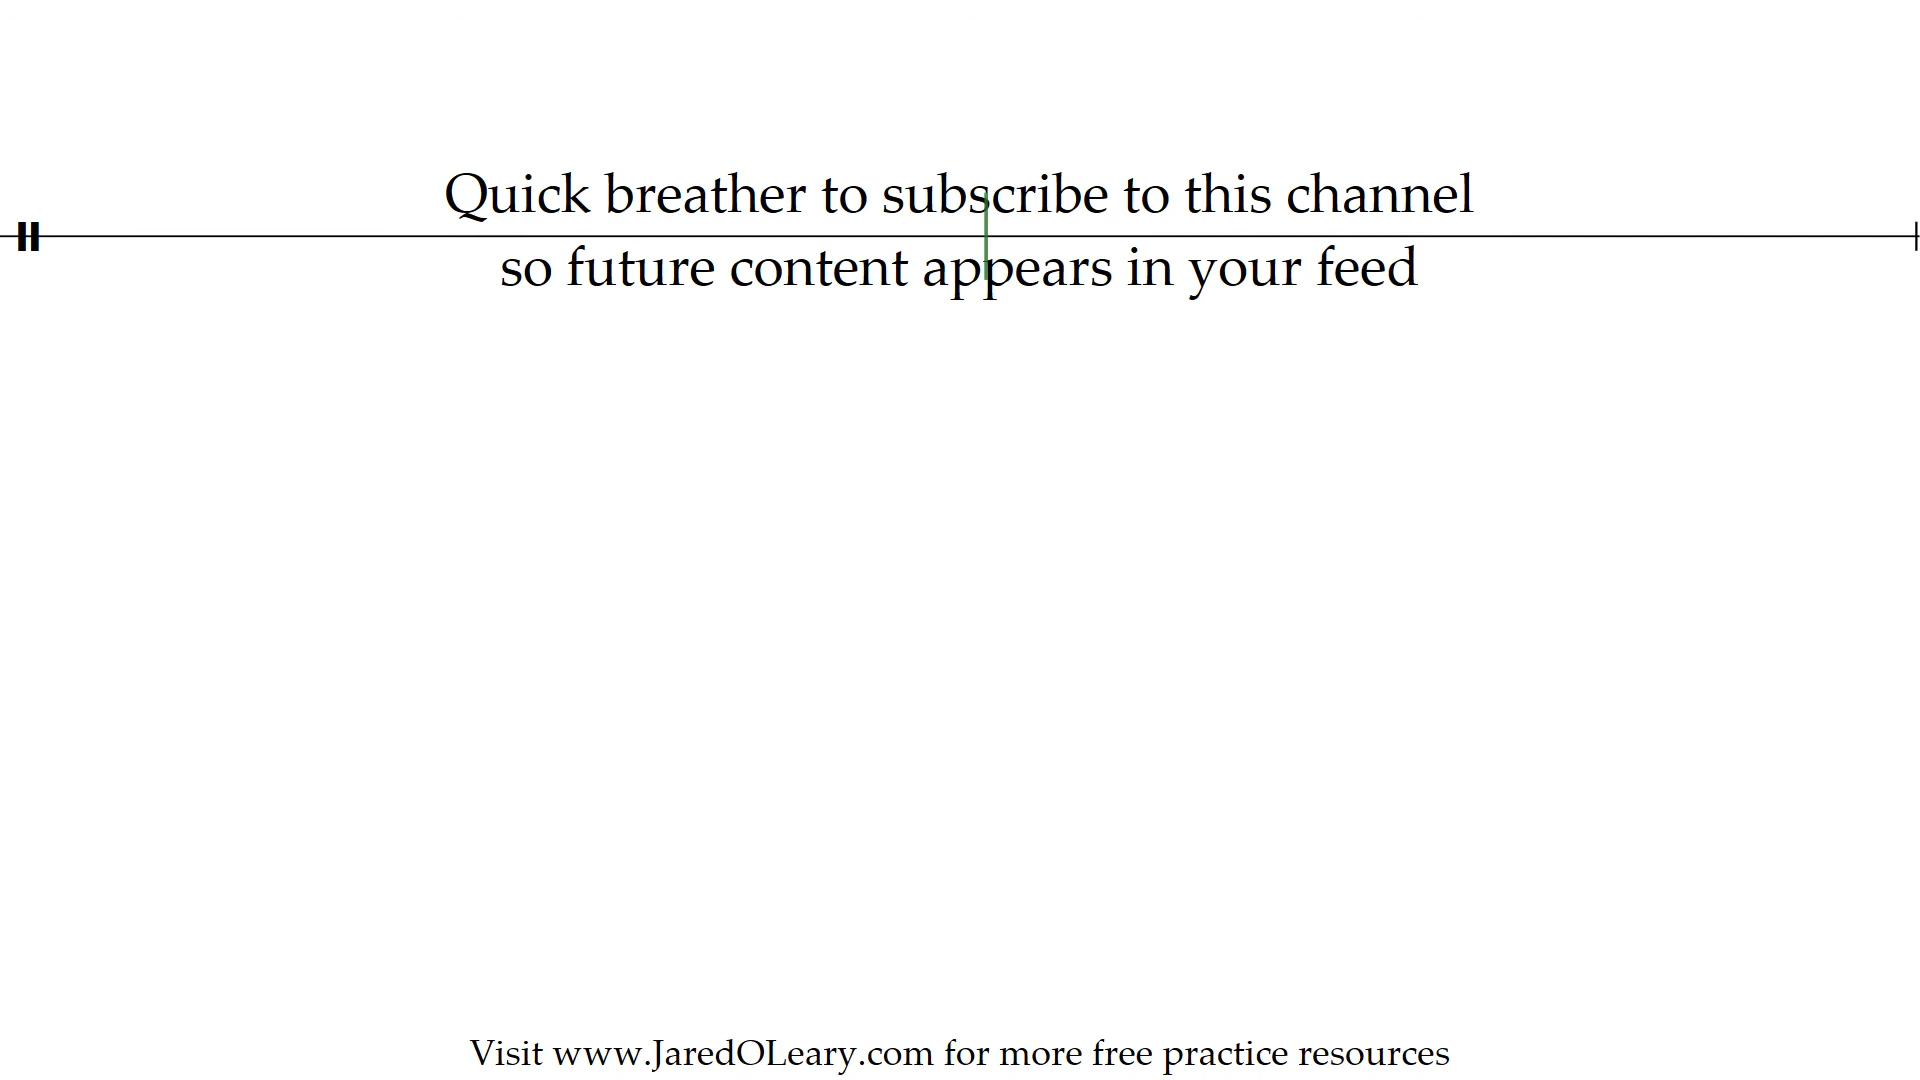 Quick breather to subscribe to this channel
so future content appears in your feed
Visit www.JaredOLeary.com for more free practice resources